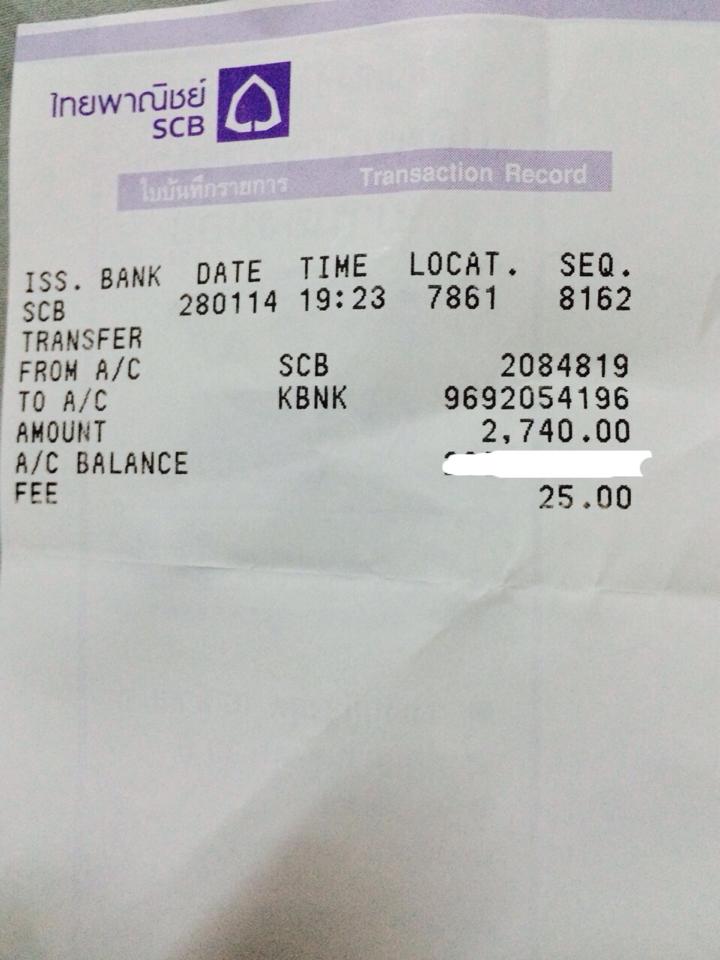 ไทยพาณิชย์
SCB
ใบบันทึกรายการ Transaction Record
ISS. BANK DATE TIME LOCAT. SEQ.
SCB 280114 19:23 7861 8162
TRANSFER
FROM A/C SCB 2084819
TO A/C KBNK 9692054196
AMOUNT 2,740.00
A/C BALANCE
FEE 25.00